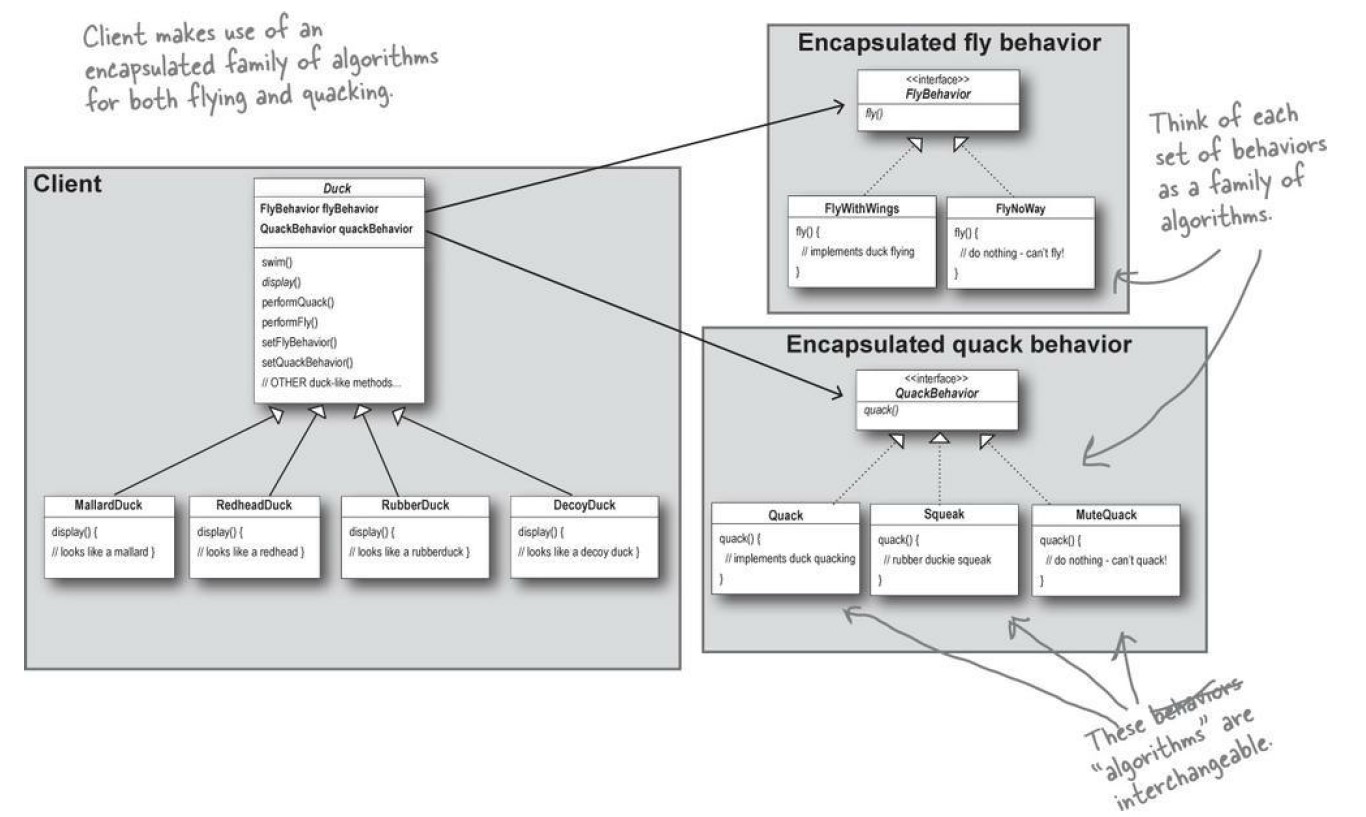 Client makes use of an
encapsulated family of algorithms
for both flying and quacking.
Client
Duck
FlyBehavior flyBehavior
QuackBehavior quackBehavior
swim()
display()
performQuack()
performFly()
setFlyBehavior()
setQuackBehavior()
// OTHER duck-like methods...
MallardDuck
display() {
// looks like a mallard }
RedheadDuck
display() {
// looks like a redhead }
RubberDuck
display() {
// looks like a rubberduck }
DecoyDuck
display() {
// looks like a decoy duck }
Encapsulated fly behavior
<<interface>>
FlyBehavior
fly()
FlyWithWings
fly() {
// implements duck flying
}
FlyNoWay
fly() {
// do nothing - can't fly!
}
Think of each
set of behaviors
as a family of
algorithms.
Encapsulated quack behavior
<<interface>>
QuackBehavior
quack()
Quack
quack() {
// implements duck quacking
}
Squeak
quack() {
// rubber duckie squeak
}
MuteQuack
quack() {
// do nothing - can't quack!
}
These behaviors
“algorithms” are
interchangeable.